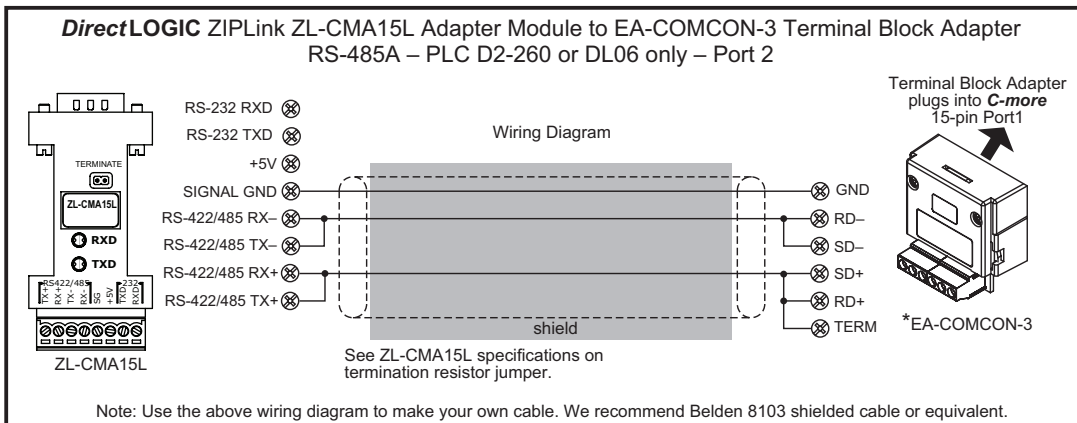 DirectLOGIC ZIPLink ZL-CMA15L Adapter Module to EA-COMCON-3 Terminal Block Adapter
RS-485A – PLC D2-260 or DL06 only – Port 2
Terminal Block Adapter
plugs into C-more
15-pin Port1
Wiring Diagram
RS-232 RXD
RS-232 TXD
+5V
SIGNAL GND
RS-422/485 RX–
RS-422/485 TX–
RS-422/485 RX+
RS-422/485 TX+
TERMINATE
ZL-CMA15L
RXD
TXD
RS422/485
232
TX+
RX+
TX-
RX-
SG
+5V
TXD
RXD
ZL-CMA15L
GND
RD–
SD–
SD+
RD+
TERM
*EA-COMCON-3
shield
See ZL-CMA15L specifications on
termination resistor jumper.
Note: Use the above wiring diagram to make your own cable. We recommend Belden 8103 shielded cable or equivalent.